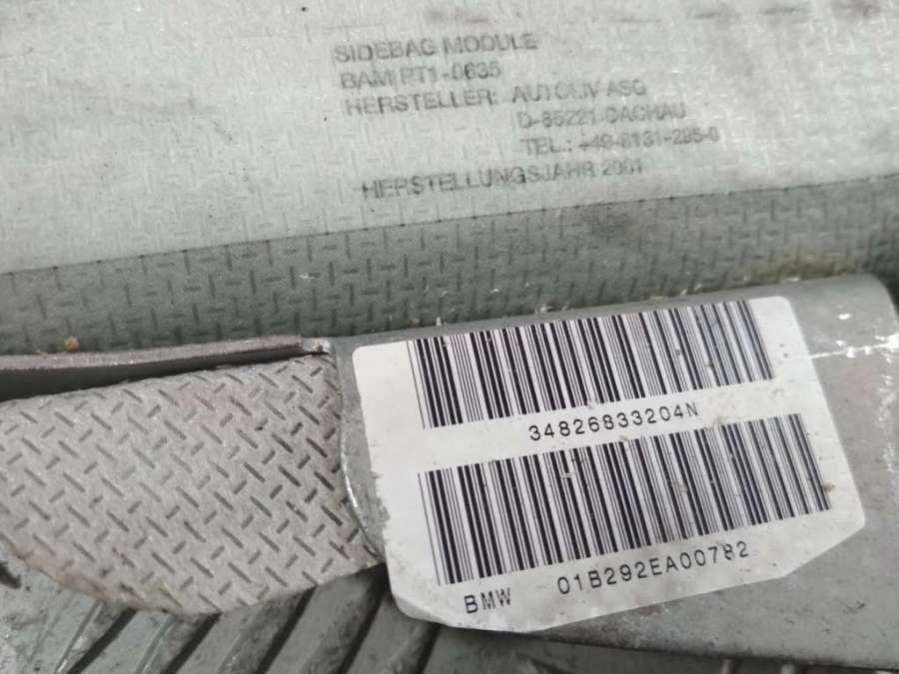 SIDEBAG MODULE
BAM PT1-0635
HERSTELLER: AUTOLIV ASG
D-85221 DACHAU
TEL.: +49-8131-295-0
HERSTELLUNGSJAHR 2001
34826833204N
BMW 01B292EA00782